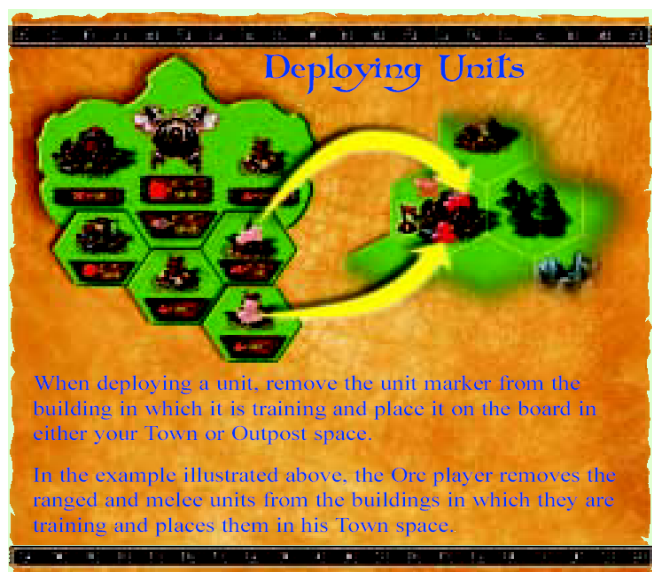 Deploying Units
When deploying a unit, remove the unit marker from the
building in which it is training and place it on the board in
either your Town or Outpost space.
In the example illustrated above, the Orc player removes the
ranged and melee units from the buildings in which they are
training and places them in his Town space.